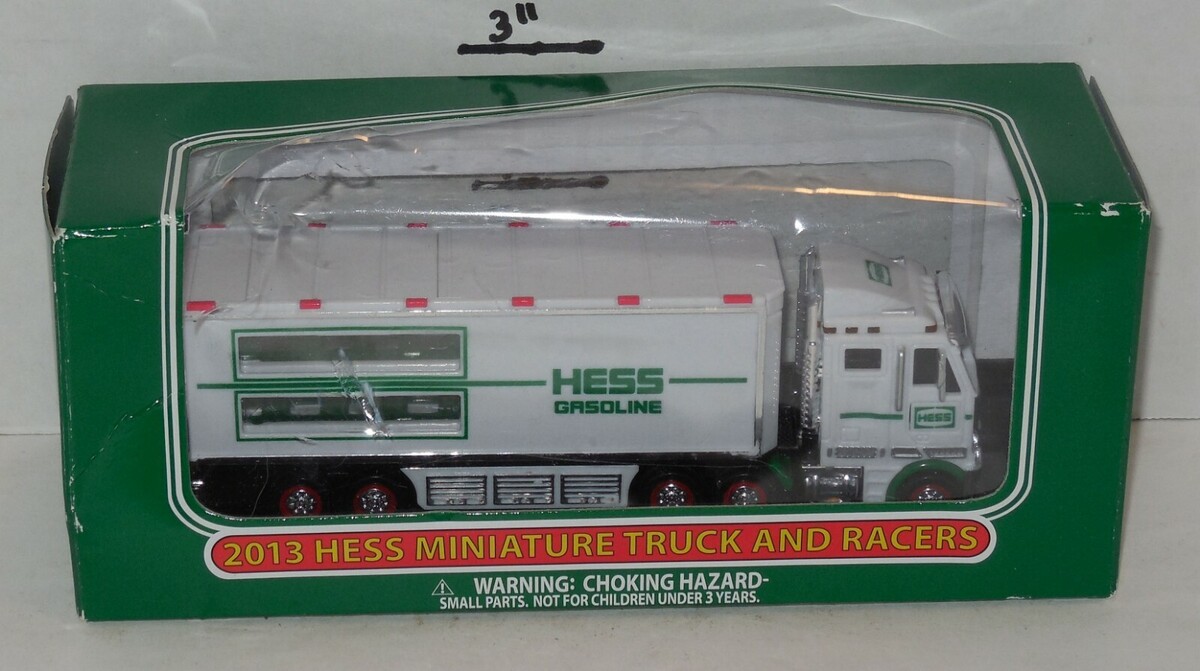 3"
HESS
HESS
GASOLINE
HESS
2013 HESS MINIATURE TRUCK AND RACERS
WARNING: CHOKING HAZARD-
SMALL PARTS. NOT FOR CHILDREN UNDER 3 YEARS.